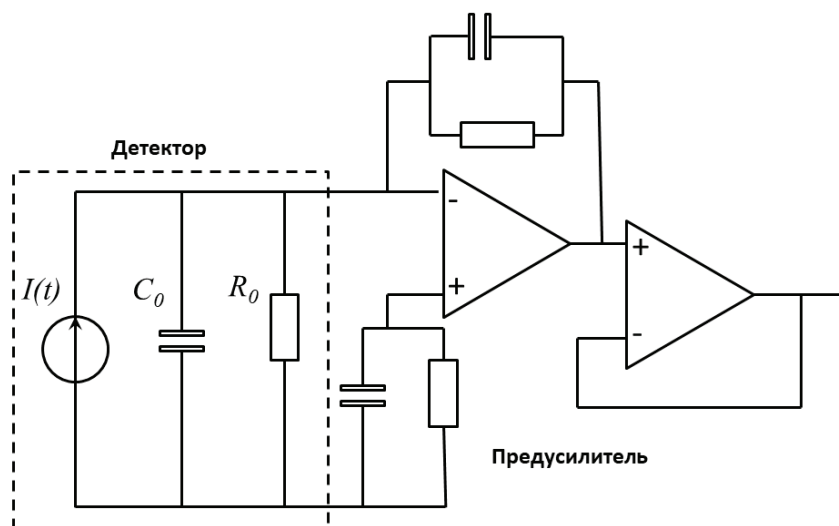 Детектор
I(t)
C0
R0
-
+
+
-
Предусилитель